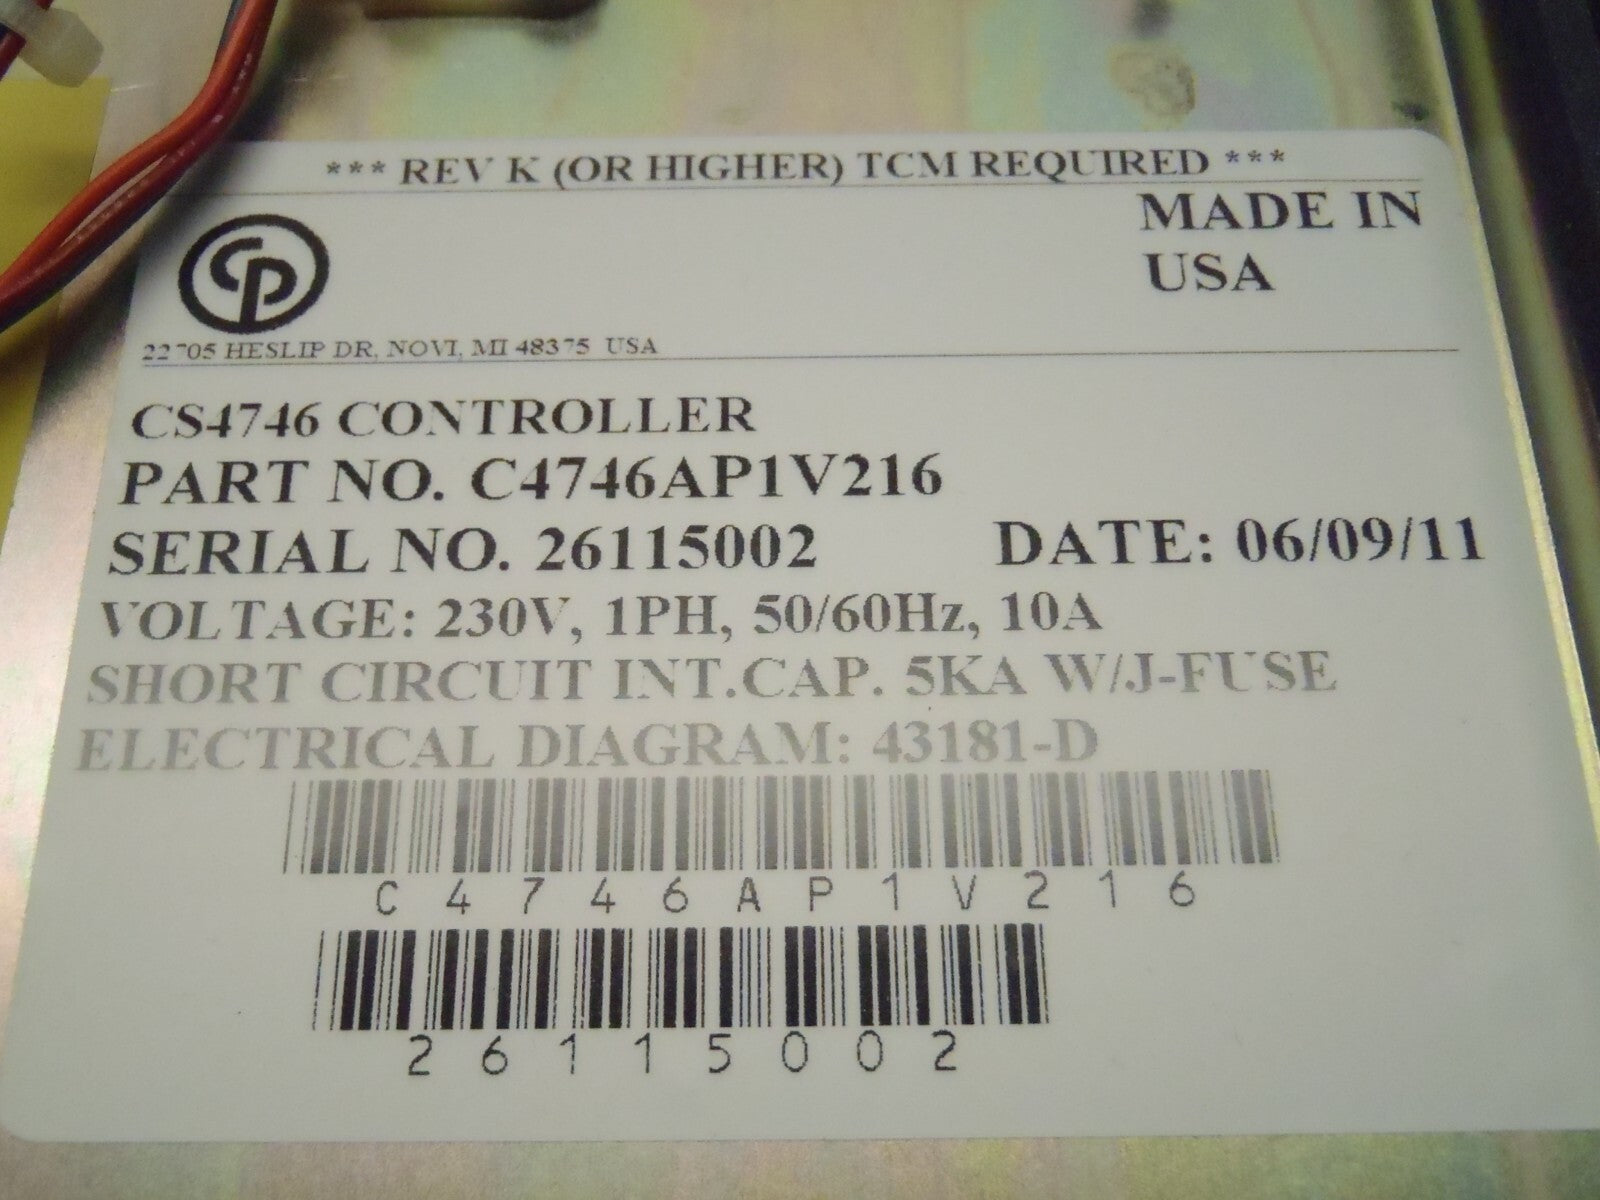 *** REV K (OR HIGHER) TCM REQUIRED ***
MADE IN
USA
CP
22705 HESLIP DR, NOVI, MI 48375 USA
CS4746 CONTROLLER
PART NO. C4746AP1V216
SERIAL NO. 26115002 DATE: 06/09/11
VOLTAGE: 230V, 1PH, 50/60Hz, 10A
SHORT CIRCUIT INT.CAP. 5KA W/J-FUSE
ELECTRICAL DIAGRAM: 43181-D
C4746AP1V216
26115002